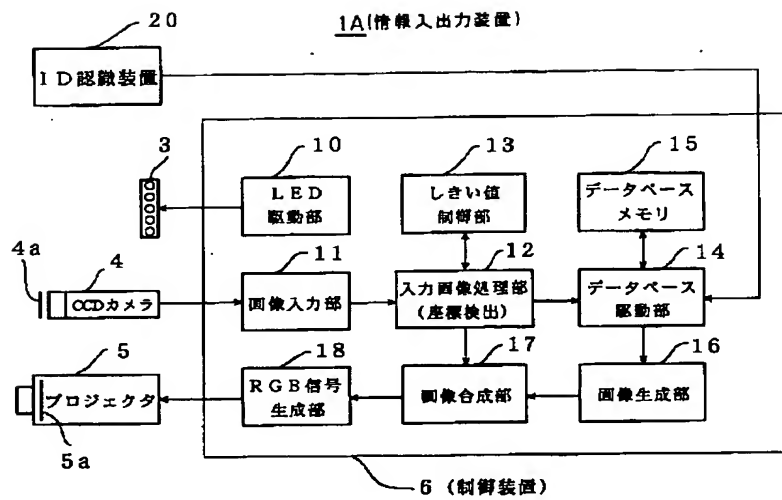 1A(情報入出力装置)
20
ID認識装置
3
10
LED
駆動部
13
しきい値
制御部
15
データベース
メモリ
4a
4
CCDカメラ
11
画像入力部
12
入力画像処理部
(座標検出)
14
データベース
駆動部
5
プロジェクタ
5a
18
RGB信号
生成部
17
画像合成部
16
画像生成部
6 (制御装置)